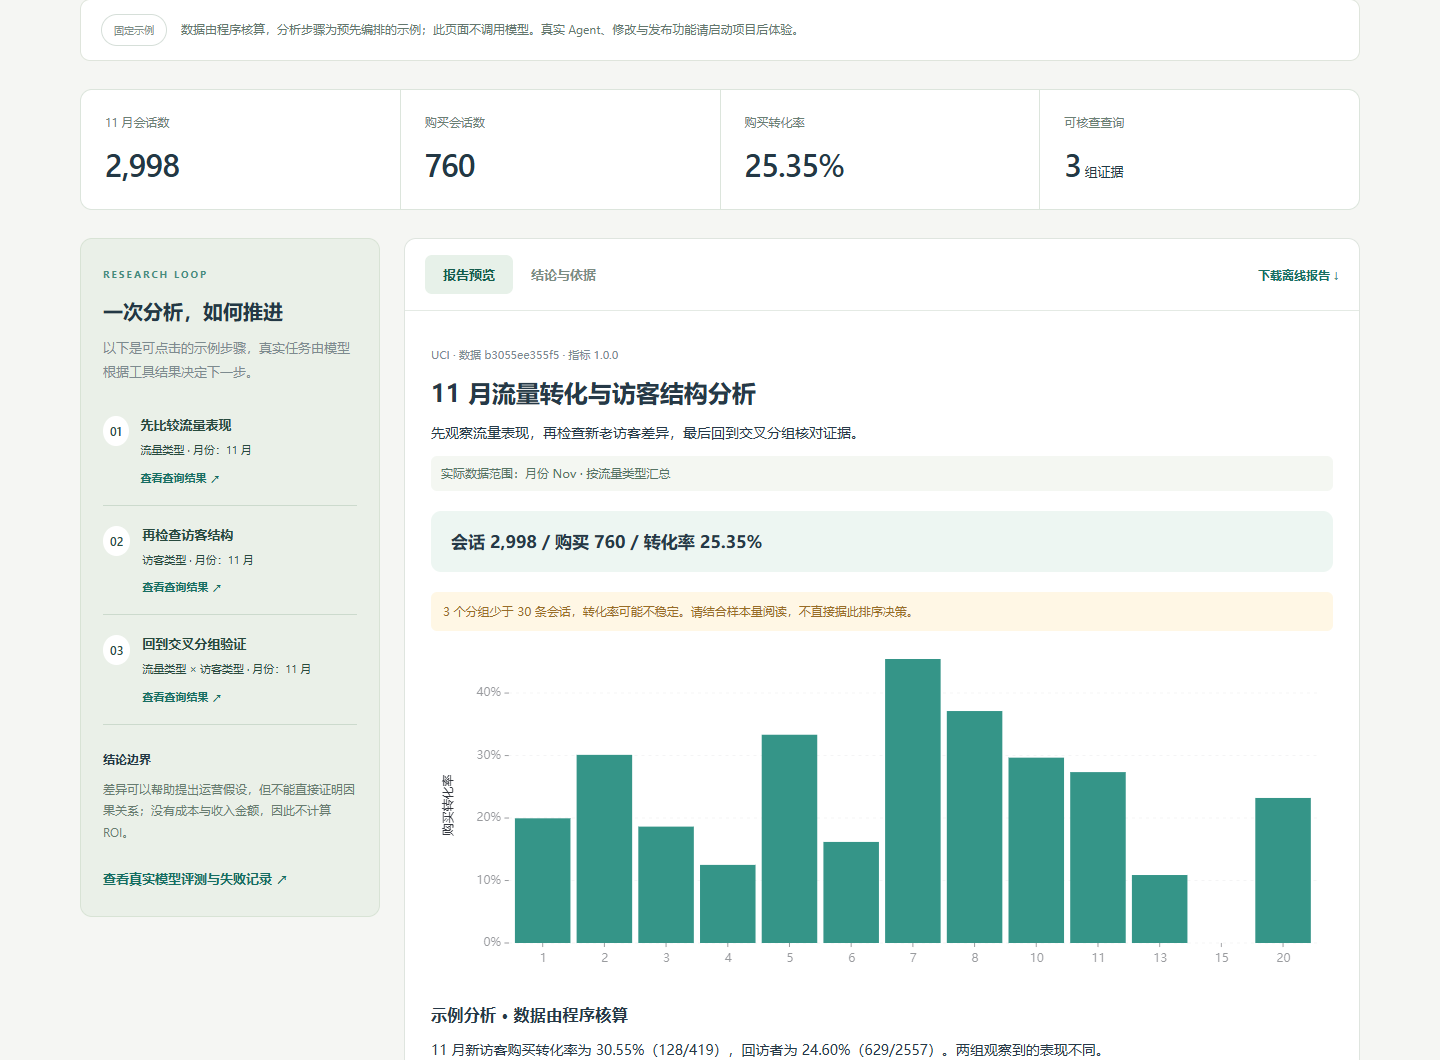 固定示例
数据由程序核算，分析步骤为预先编排的示例；此页面不调用模型。真实 Agent、修改与发布功能请启动项目后体验。
11 月会话数
2,998
购买会话数
760
购买转化率
25.35%
可核查查询
3 组证据
RESEARCH LOOP
一次分析，如何推进
以下是可点击的示例步骤，真实任务由模型
根据工具结果决定下一步。
01
先比较流量表现
流量类型 · 月份：11 月
查看查询结果 ↗
02
再检查访客结构
访客类型 · 月份：11 月
查看查询结果 ↗
03
回到交叉分组验证
流量类型 × 访客类型 · 月份：11 月
查看查询结果 ↗
结论边界
差异可以帮助提出运营假设，但不能直接证明因
果关系；没有成本与收入金额，因此不计算
ROI。
查看真实模型评测与失败记录 ↗
报告预览
结论与依据
下载离线报告 ↓
UCI · 数据 b3055ee355f5 · 指标 1.0.0
11 月流量转化与访客结构分析
先观察流量表现，再检查新老访客差异，最后回到交叉分组核对证据。
实际数据范围：月份 Nov · 按流量类型汇总
会话 2,998 / 购买 760 / 转化率 25.35%
3 个分组少于 30 条会话，转化率可能不稳定。请结合样本量阅读，不直接据此排序决策。
购买转化率
40%
30%
20%
10%
0%
1 2 3 4 5 6 7 8 10 11 13 15 20
示例分析 • 数据由程序核算
11 月新访客购买转化率为 30.55%（128/419），回访者为 24.60%（629/2557）。两组观察到的表现不同。